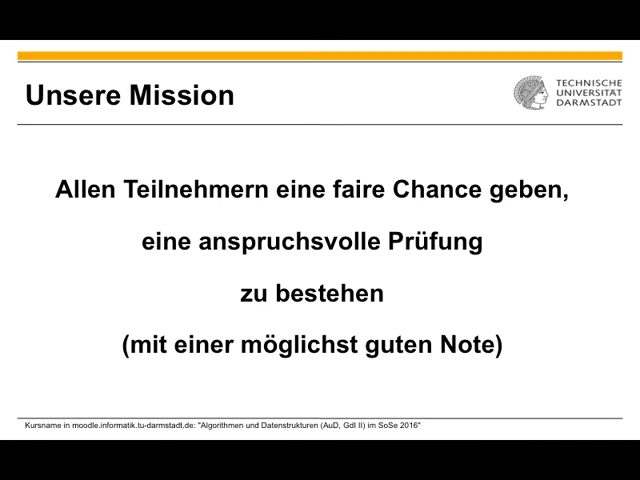 Unsere Mission
TECHNISCHE
UNIVERSITÄT
DARMSTADT
Allen Teilnehmern eine faire Chance geben,
eine anspruchsvolle Prüfung
zu bestehen
(mit einer möglichst guten Note)
Kursname in moodle.informatik.tu-darmstadt.de: "Algorithmen und Datenstrukturen (AuD, GdI II) im SoSe 2016"